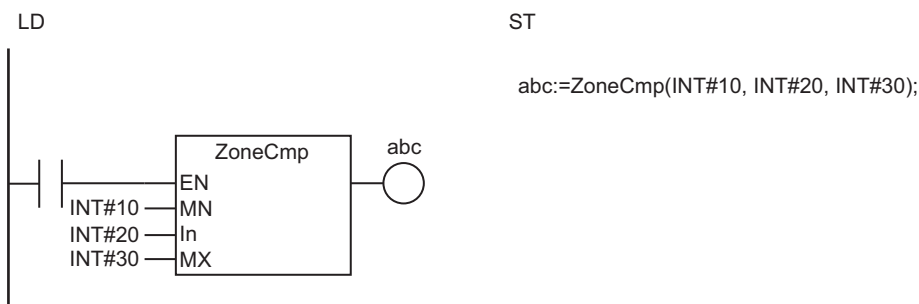 LD
ST
abc:=ZoneCmp(INT#10, INT#20, INT#30);
ZoneCmp
abc
EN
INT#10 MN
INT#20 In
INT#30 MX